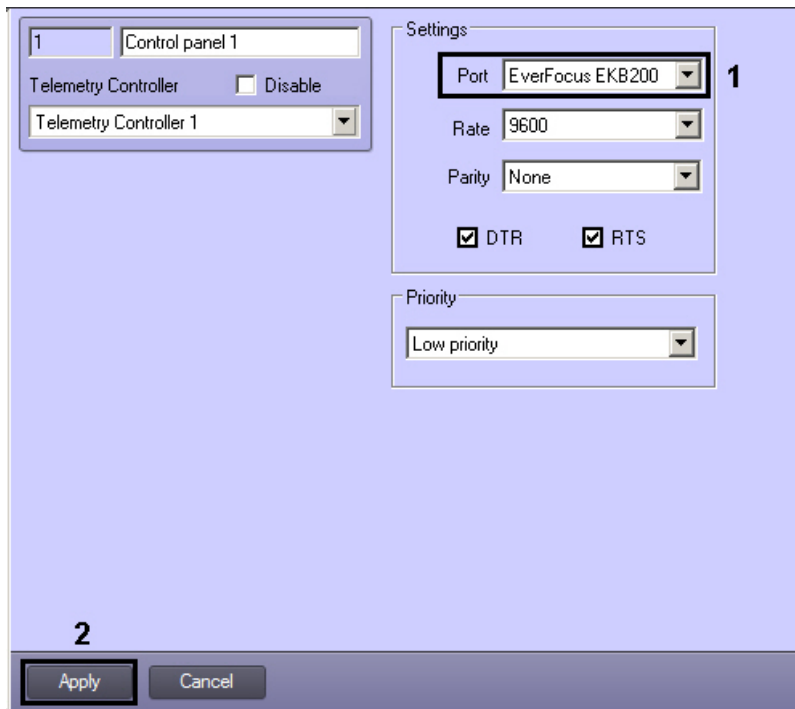 1 Control panel 1
Telemetry Controller Disable
Telemetry Controller 1
Settings
Port EverFocus EKB200 1
Rate 9600
Parity None
DTR RTS
Priority
Low priority
2
Apply Cancel